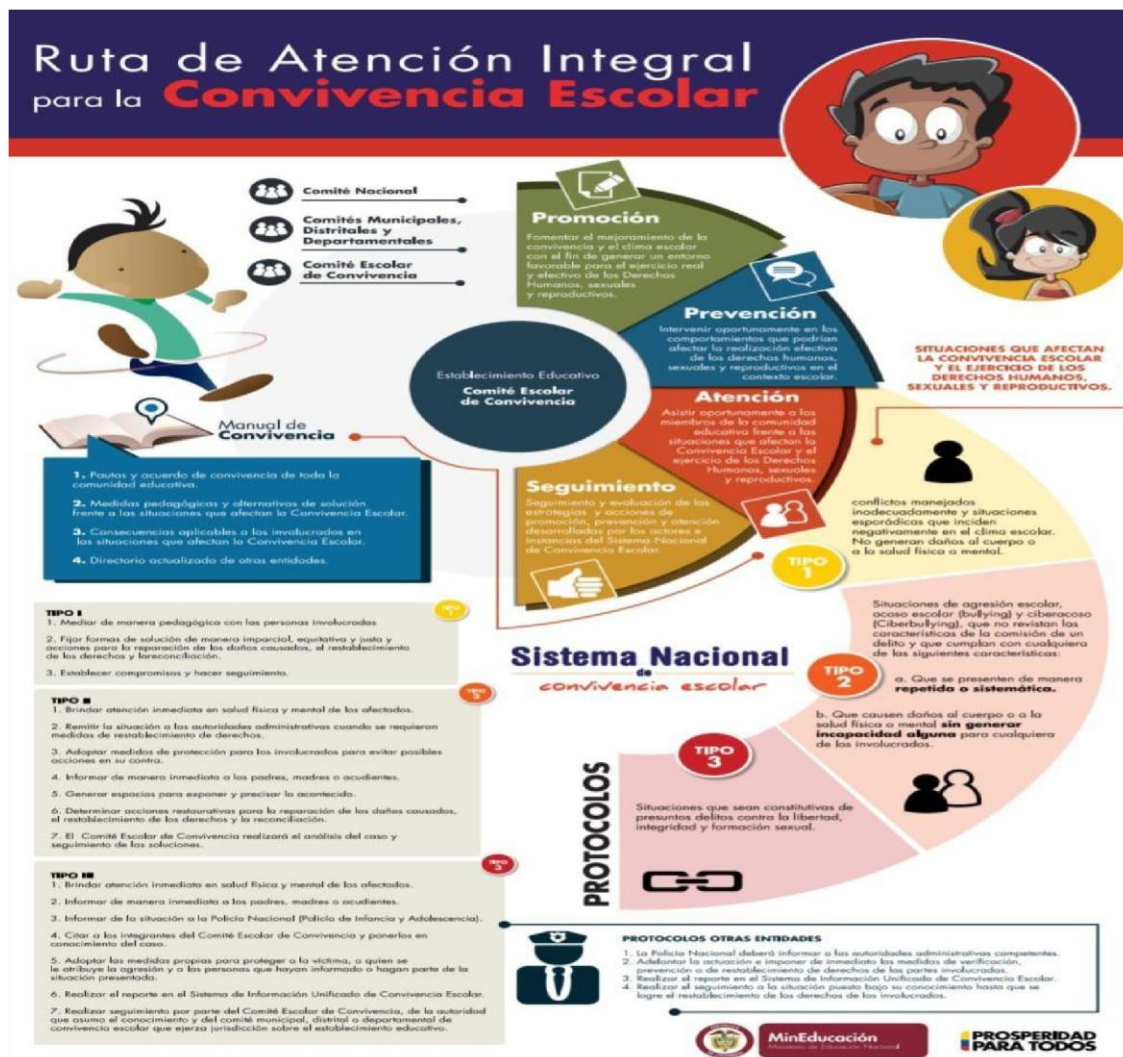 Ruta de Atención Integral
para la Convivencia Escolar
Comité Nacional
Comités Municipales,
Distritales y
Departamentales
Comité Escolar
de Convivencia
Promoción
Fomentar el mejoramiento de la
convivencia y el clima escolar
con el fin de generar un entorno
favorable para el ejercicio real
y efectivo de los Derechos
Humanos, sexuales
y reproductivos.
Prevención
Intervenir oportunamente en los
comportamientos que podrían
afectar la realización efectiva
de los derechos humanos,
sexuales y reproductivos en el
contexto escolar.
Establecimiento Educativo
Comité Escolar
de Convivencia
Atención
Asistir oportunamente a los
miembros de la comunidad
educativa frente a las
situaciones que afectan la
Convivencia Escolar y el
ejercicio de los Derechos
Humanos, sexuales
y reproductivos.
Seguimiento
Seguimiento y evaluación de las
estrategias y acciones de
promoción, prevención y atención
desarrolladas por los actores e
instancias del Sistema Nacional
de Convivencia Escolar.
Manual de
Convivencia
1. Pautas y acuerdo de convivencia de toda la
comunidad educativa.
2. Medidas pedagógicas y alternativas de solución
frente a las situaciones que afectan la Convivencia Escolar.
3. Consecuencias aplicables a los involucrados en
las situaciones que afectan la Convivencia Escolar.
4. Directorio actualizado de otras entidades.
SITUACIONES QUE AFECTAN
LA CONVIVENCIA ESCOLAR
Y EL EJERCICIO DE LOS
DERECHOS HUMANOS,
SEXUALES Y REPRODUCTIVOS.
conflictos manejados
inadecuadamente y situaciones
esporádicas que inciden
negativamente en el clima escolar.
No generan daños al cuerpo o
a la salud física o mental.
TIPO
1
Situaciones de agresión escolar,
acoso escolar (bullying) y ciberacoso
(Ciberbullying), que no revistan las
características de la comisión de un
delito y que cumplan con cualquiera
de las siguientes características:
a. Que se presenten de manera
repetida o sistemática.
b. Que causen daños al cuerpo o a la
salud física o mental sin generar
incapacidad alguna para cualquiera
de los involucrados.
TIPO
2
TIPO
3
Situaciones que sean constitutivas de
presuntos delitos contra la libertad,
integridad y formación sexual.
PROTOCOLOS
Sistema Nacional
de
convivencia escolar
TIPO I
TIPO
1
1. Mediar de manera pedagógica con las personas involucradas
2. Fijar formas de solución de manera imparcial, equitativa y justa y
acciones para la reparación de los daños causados, el restablecimiento
de los derechos y lareconciliación.
3. Establecer compromisos y hacer seguimiento.
TIPO II
TIPO
2
1. Brindar atención inmediata en salud física y mental de los afectados.
2. Remitir la situación a las autoridades administrativas cuando se requieran
medidas de restablecimiento de derechos.
3. Adoptar medidas de protección para los involucrados para evitar posibles
acciones en su contra.
4. Informar de manera inmediata a los padres, madres o acudientes.
5. Generar espacios para exponer y precisar lo acontecido.
6. Determinar acciones restaurativas para la reparación de los daños causados,
el restablecimiento de los derechos y la reconciliación.
7. El Comité Escolar de Convivencia realizará el análisis del caso y
seguimiento de las soluciones.
TIPO III
TIPO
3
1. Brindar atención inmediata en salud física y mental de los afectados.
2. Informar de manera inmediata a los padres, madres o acudientes.
3. Informar de la situación a la Policía Nacional (Policía de Infancia y Adolescencia).
4. Citar a los integrantes del Comité Escolar de Convivencia y ponerlos en
conocimiento del caso.
5. Adoptar las medidas propias para proteger a la víctima, a quien se
le atribuye la agresión y a las personas que hayan informado o hagan parte de la
situación presentada.
6. Realizar el reporte en el Sistema de Información Unificado de Convivencia Escolar.
7. Realizar seguimiento por parte del Comité Escolar de Convivencia, de la autoridad
que asuma el conocimiento y del comité municipal, distrital o departamental de
convivencia escolar que ejerza jurisdicción sobre el establecimiento educativo.
PROTOCOLOS OTRAS ENTIDADES
1. La Policía Nacional deberá informar a las autoridades administrativas competentes.
2. Adelantar la actuación e imponer de inmediato las medidas de verificación,
prevención o de restablecimiento de derechos de las partes involucradas.
3. Realizar el reporte en el Sistema de Información Unificado de Convivencia Escolar.
4. Realizar el seguimiento a la situación puesta bajo su conocimiento hasta que se
logre el restablecimiento de los derechos de los involucrados.
MinEducación
Ministerio de Educación Nacional
PROSPERIDAD
PARA TODOS